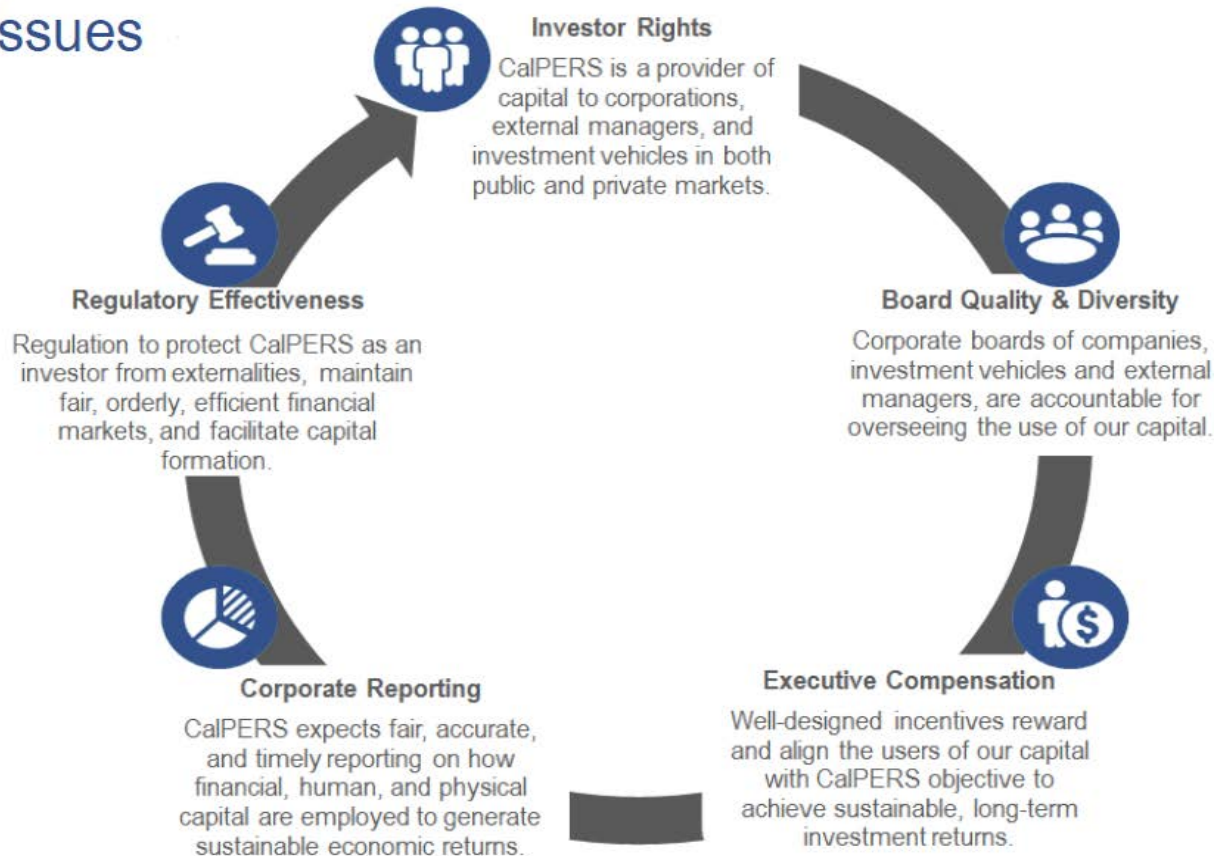 ssues
Investor Rights
CalPERS is a provider of
capital to corporations,
external managers, and
investment vehicles in both
public and private markets.
Board Quality & Diversity
Corporate boards of companies,
investment vehicles and external
managers, are accountable for
overseeing the use of our capital.
Executive Compensation
Well-designed incentives reward
and align the users of our capital
with CalPERS objective to
achieve sustainable, long-term
investment returns.
Corporate Reporting
CalPERS expects fair, accurate,
and timely reporting on how
financial, human, and physical
capital are employed to generate
sustainable economic returns.
Regulatory Effectiveness
Regulation to protect CalPERS as an
investor from externalities, maintain
fair, orderly, efficient financial
markets, and facilitate capital
formation.
$